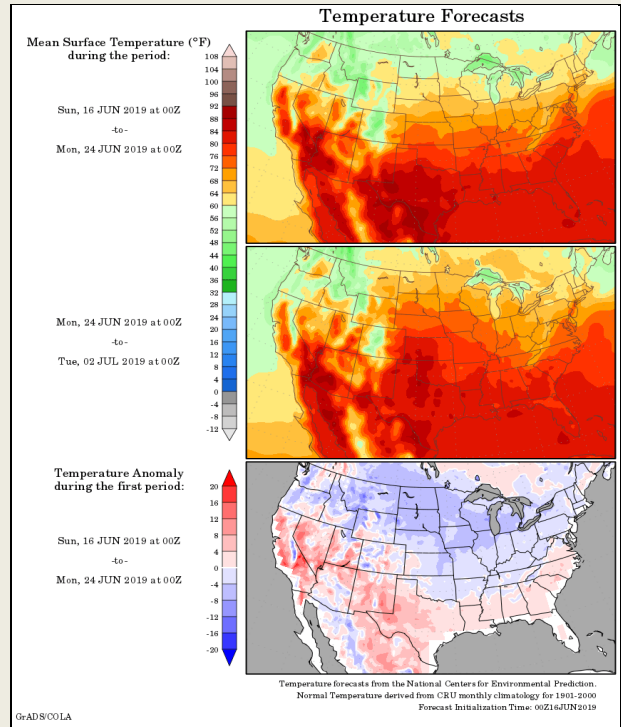 Temperature Forecasts
Mean Surface Temperature (°F)
during the period:
108
104
100
96
92
88
84
80
76
72
68
64
60
56
52
48
44
40
36
32
28
24
20
16
12
8
4
0
-4
-8
-12
Sun, 16 JUN 2019 at 00Z
-to-
Mon, 24 JUN 2019 at 00Z
Mon, 24 JUN 2019 at 00Z
-to-
Tue, 02 JUL 2019 at 00Z
Temperature Anomaly
during the first period:
20
16
12
8
4
0
-4
-8
-12
-16
-20
Sun, 16 JUN 2019 at 00Z
-to-
Mon, 24 JUN 2019 at 00Z
Temperature forecasts from the National Centers for Environmental Prediction.
Normal Temperature derived from CRU monthly climatology for 1901-2000
Forecast Initialization Time: 00Z16JUN2019
GrADS/COLA